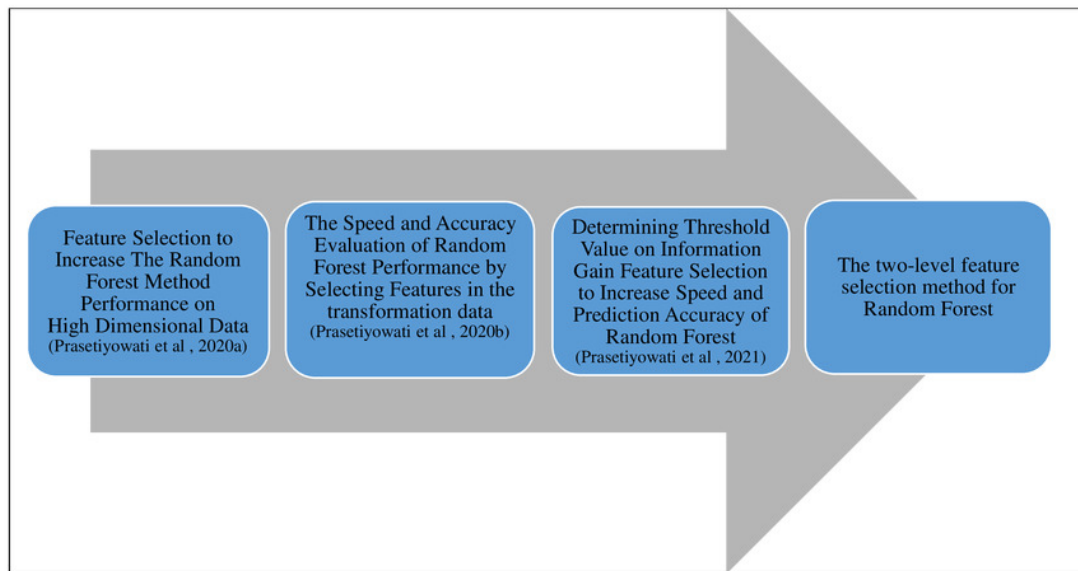 Feature Selection to
Increase The Random
Forest Method
Performance on
High Dimensional Data
(Prasetiyowati et al , 2020a)
The Speed and Accuracy
Evaluation of Random
Forest Performance by
Selecting Features in the
transformation data
(Prasetiyowati et al , 2020b)
Determining Threshold
Value on Information
Gain Feature Selection
to Increase Speed and
Prediction Accuracy of
Random Forest
(Prasetiyowati et al , 2021)
The two-level feature
selection method for
Random Forest